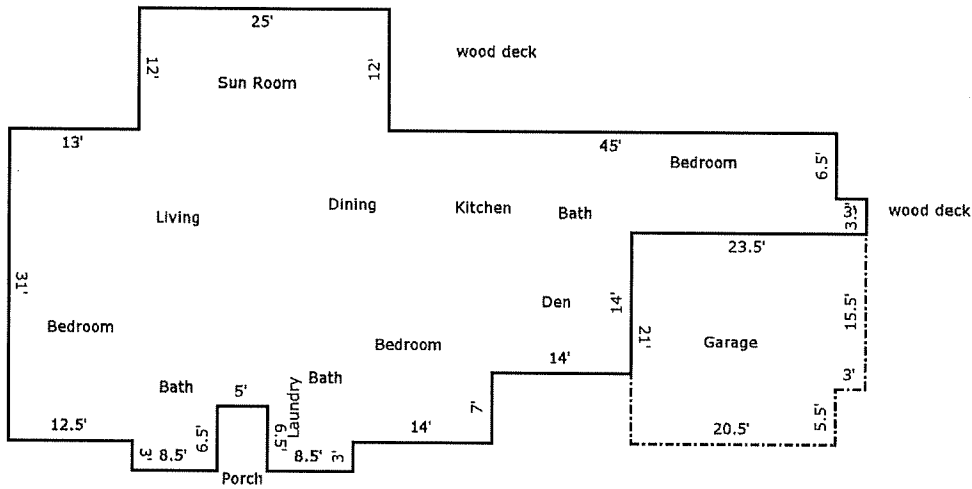 25'
wood deck
12'
12'
Sun Room
13'
45'
Bedroom
6.5'
3'
3.'
wood deck
Living
Dining
Kitchen
Bath
23.5'
31'
Den
14'
21'
15.5'
Bedroom
Bedroom
Garage
14'
3'
Bath
Bath
5'
Laundry
7'
5.5'
12.5'
6.5'
6.5'
14'
20.5'
3'
8.5'
8.5'
3'
Porch